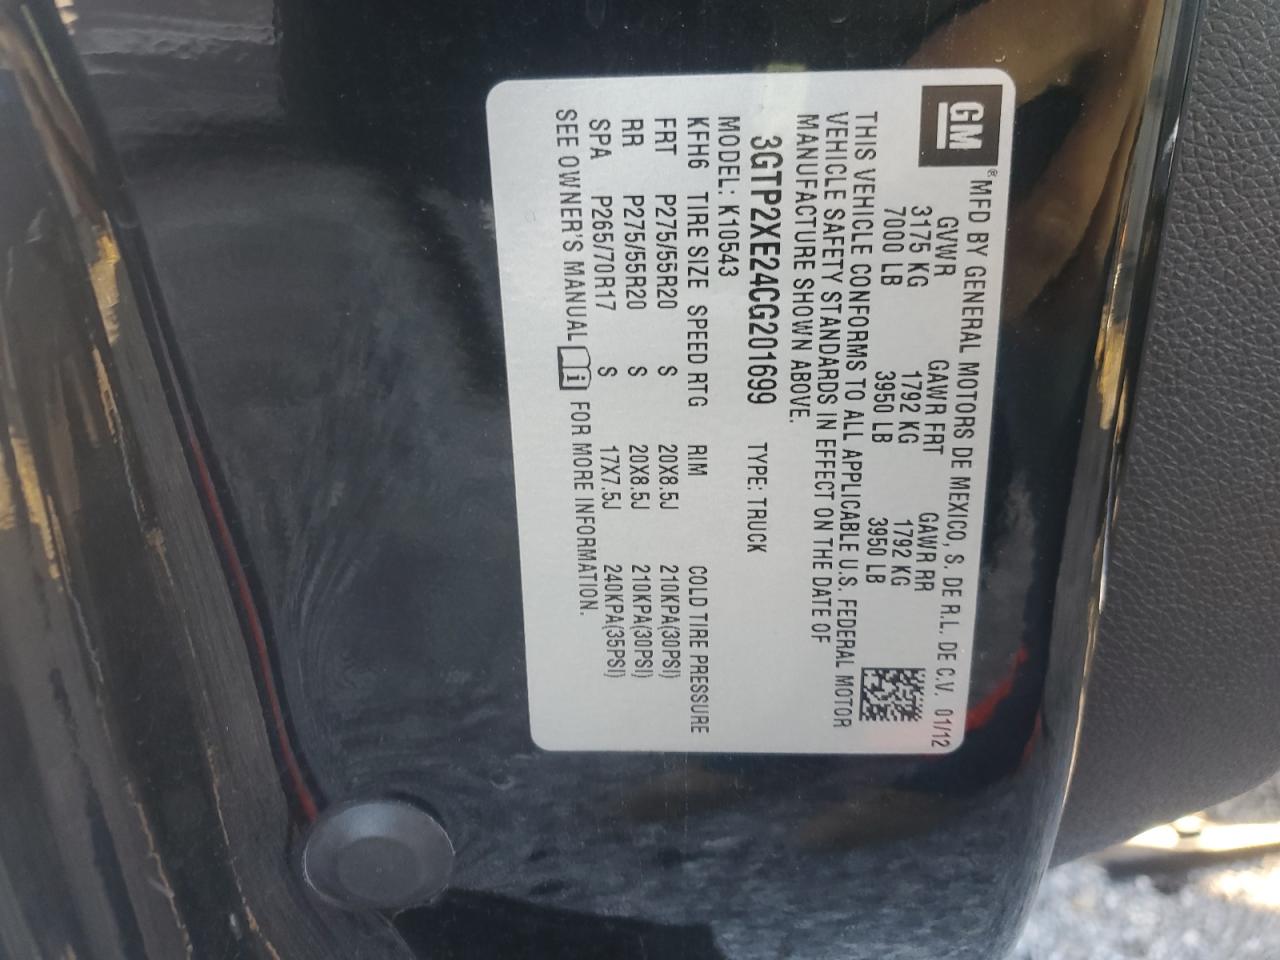 GM ® MFD BY GENERAL MOTORS DE MEXICO, S. DE R.L. DE C.V. 01/12
GVWR GAWR FRT GAWR RR
3175 KG 1792 KG 1792 KG
7000 LB 3950 LB 3950 LB
THIS VEHICLE CONFORMS TO ALL APPLICABLE U.S. FEDERAL MOTOR
VEHICLE SAFETY STANDARDS IN EFFECT ON THE DATE OF
MANUFACTURE SHOWN ABOVE.
3GTP2XE24CG201699 TYPE: TRUCK
MODEL: K10543
KFH6 TIRE SIZE SPEED RTG RIM COLD TIRE PRESSURE
FRT P275/55R20 S 20X8.5J 210KPA(30PSI)
RR P275/55R20 S 20X8.5J 210KPA(30PSI)
SPA P265/70R17 S 17X7.5J 240KPA(35PSI)
SEE OWNER'S MANUAL i FOR MORE INFORMATION.